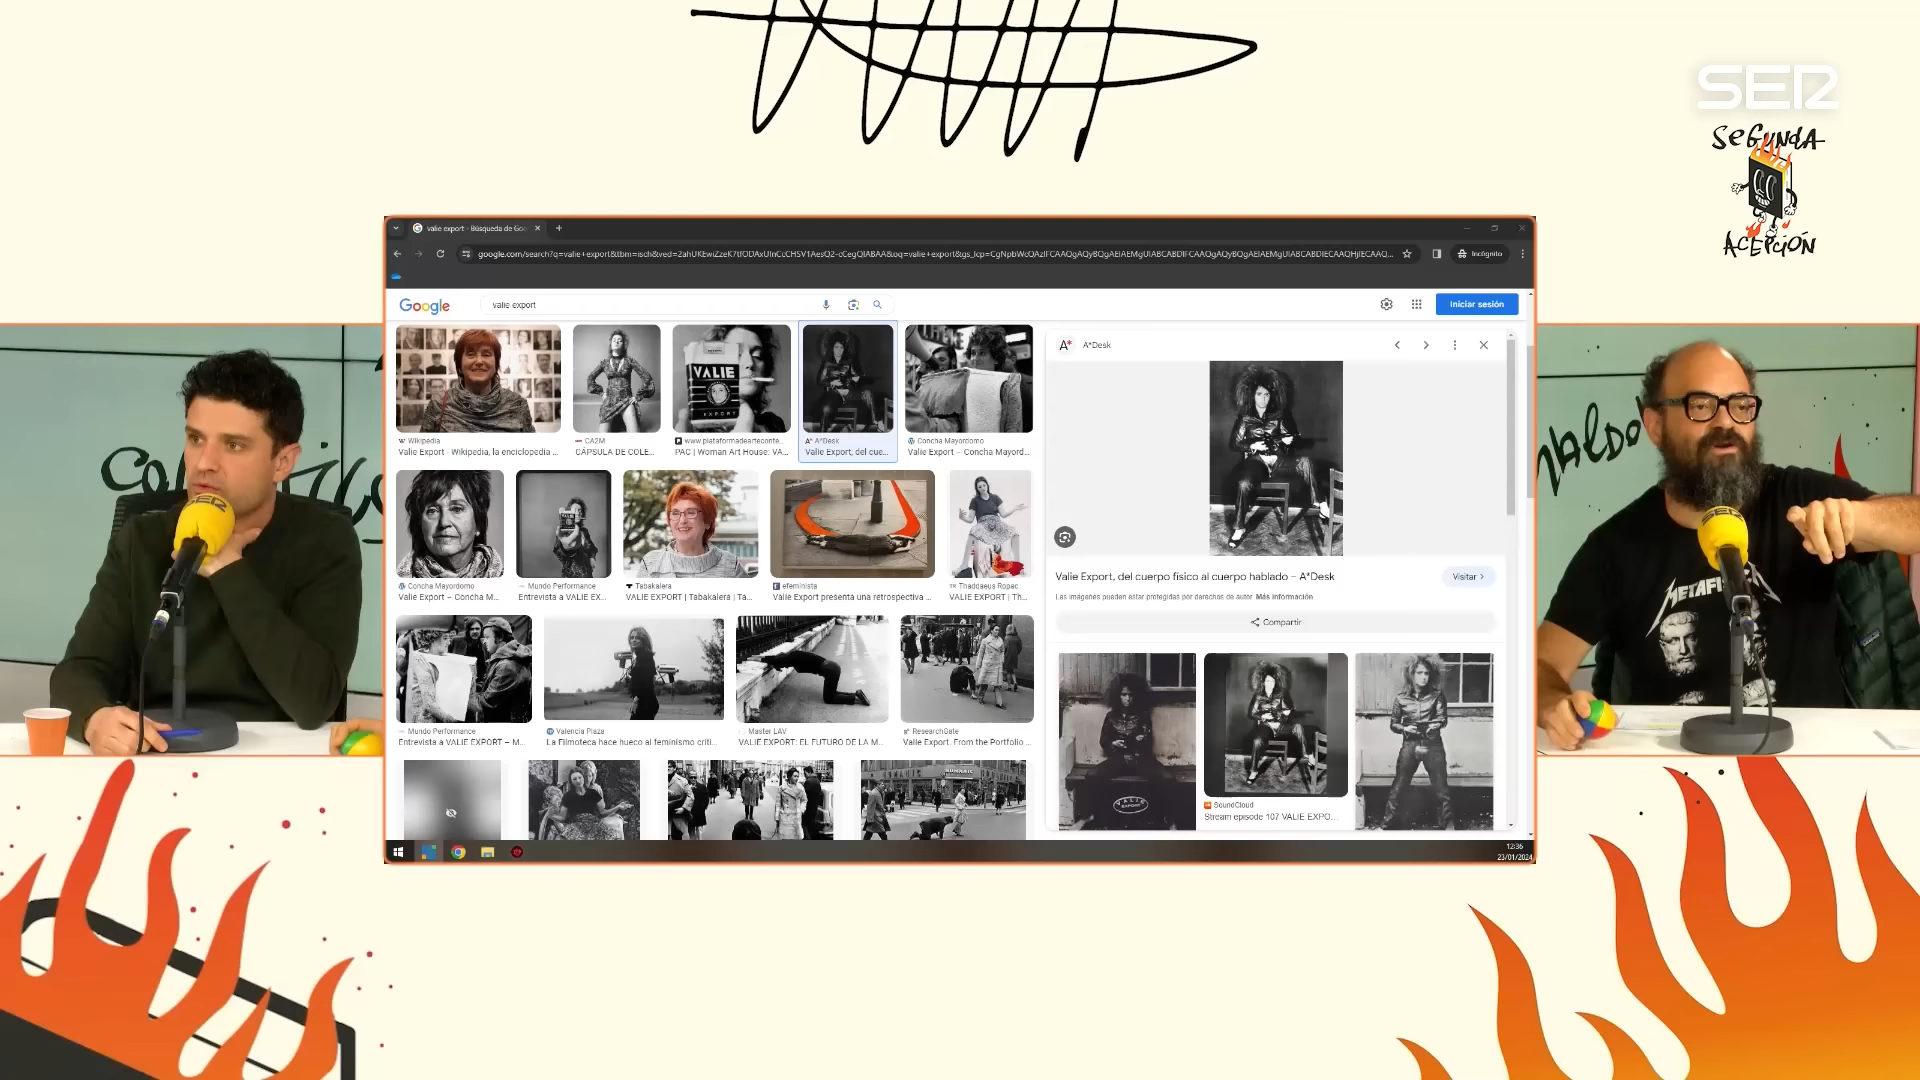 SER
SEGUNDA
ACEPCIÓN
valie export - Búsqueda de Goo
Incógnito
Google
valie export
Iniciar sesión
Wikipedia
Valie Export - Wikipedia, la enciclopedia ...
CA2M
CÁPSULA DE COLE...
www.plataformadearteconte...
PAC | Woman Art House: VA...
A*Desk
Valie Export, del cue...
Concha Mayordomo
Valie Export – Concha Mayord...
VALIE
EXPORT
Concha Mayordomo
Valie Export – Concha M...
Mundo Performance
Entrevista a VALIE EX...
Tabakalera
VALIE EXPORT | Tabakalera | Ta...
efeminista
Valie Export presenta una retrospectiva ...
Thaddaeus Ropac
VALIE EXPORT | Th...
Mundo Performance
Entrevista a VALIE EXPORT – M...
Valencia Plaza
La Filmoteca hace hueco al feminismo críti...
Master LAV
VALIE EXPORT: EL FUTURO DE LA M...
ResearchGate
Valie Export. From the Portfolio ...
A*
A*Desk
Valie Export, del cuerpo físico al cuerpo hablado – A*Desk
Visitar
Las imágenes pueden estar protegidas por derechos de autor. Más información
Compartir
VALIE
EXPORT
SoundCloud
Stream episode 107 VALIE EXPO...
12:36
23/01/2024
SER
SER